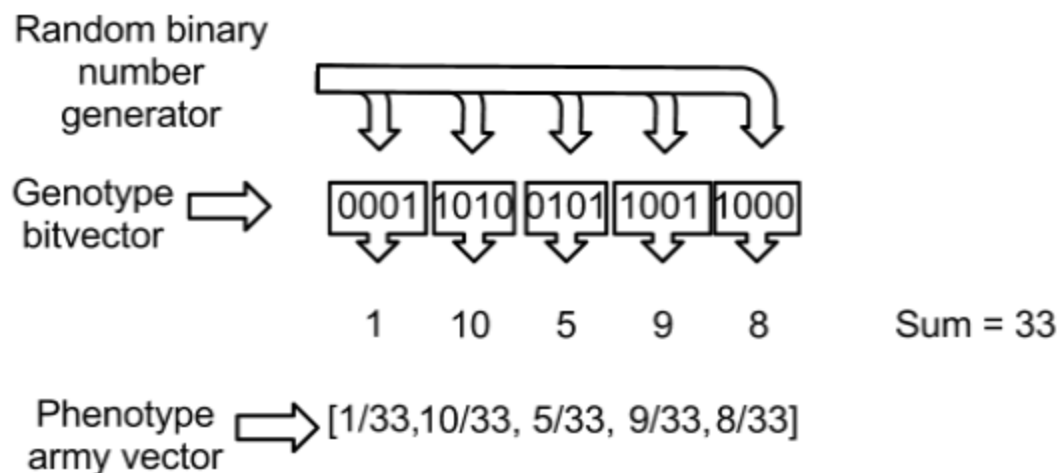 Random binary
number
generator
Genotype
bitvector
0001 1010 0101 1001 1000
1 10 5 9 8 Sum = 33
Phenotype
army vector
[1/33,10/33, 5/33, 9/33,8/33]